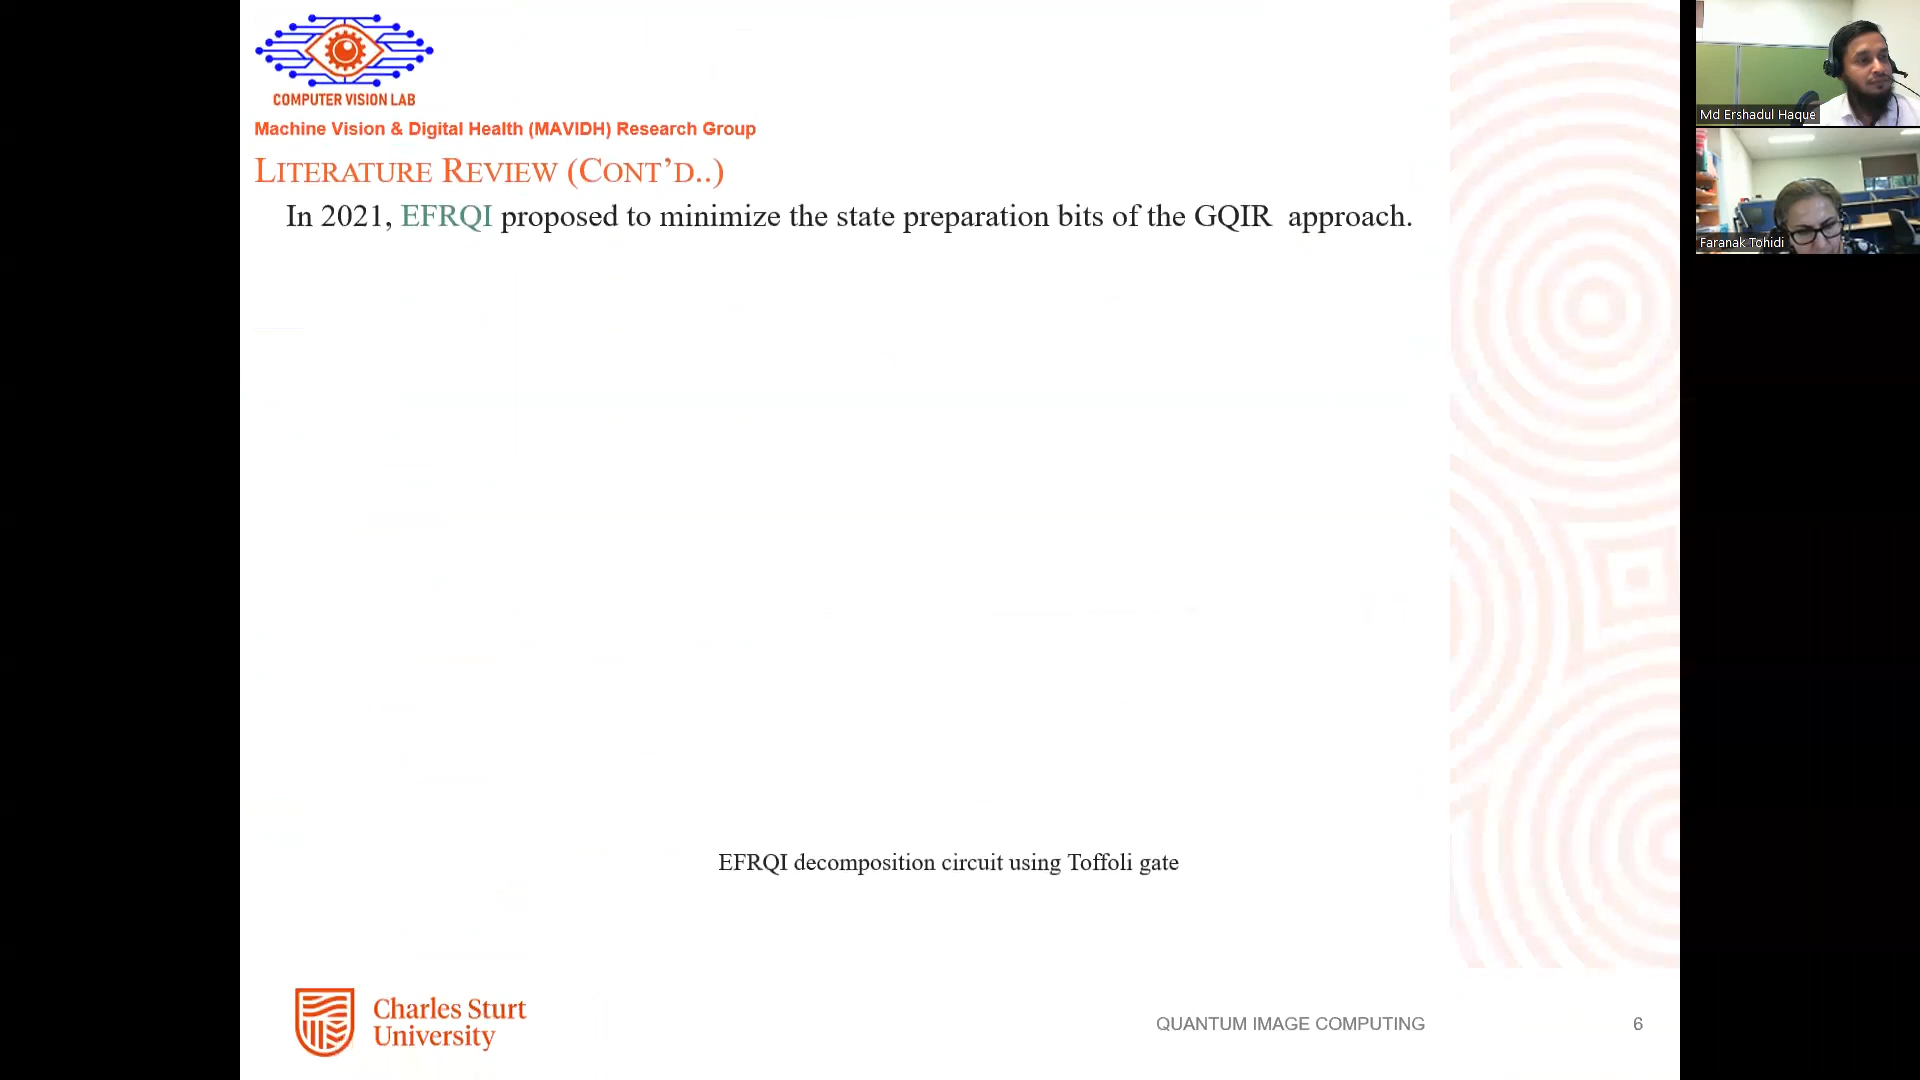 COMPUTER VISION LAB
Machine Vision & Digital Health (MAVIDH) Research Group
LITERATURE REVIEW (CONT'D..)
In 2021, EFRQI proposed to minimize the state preparation bits of the GQIR approach.
EFRQI decomposition circuit using Toffoli gate
Charles Sturt
University
QUANTUM IMAGE COMPUTING
6
Md Ershadul Haque
Faranak Tohidi